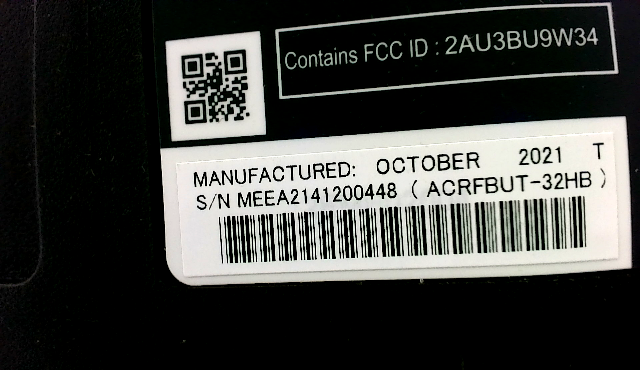 Contains FCC ID : 2AU3BU9W34
MANUFACTURED: OCTOBER 2021 T
S/N MEEA2141200448 ( ACRFBUT-32HB )